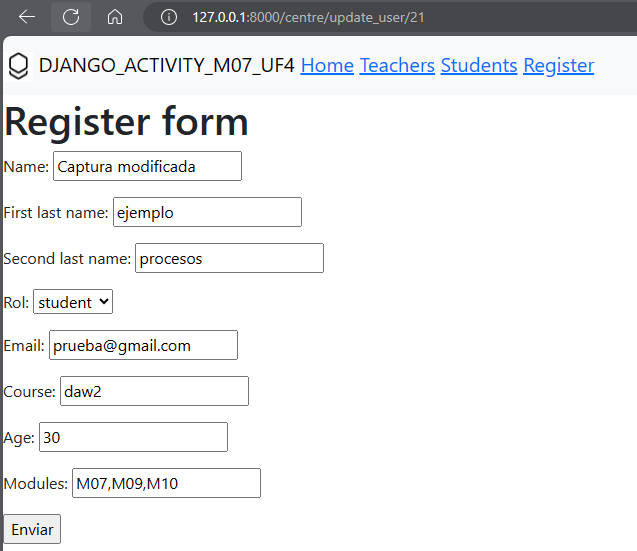 127.0.0.1:8000/centre/update_user/21
DJANGO_ACTIVITY_M07_UF4 Home Teachers Students Register
Register form
Name: Captura modificada
First last name: ejemplo
Second last name: procesos
Rol: student
Email: prueba@gmail.com
Course: daw2
Age: 30
Modules: M07,M09,M10
Enviar